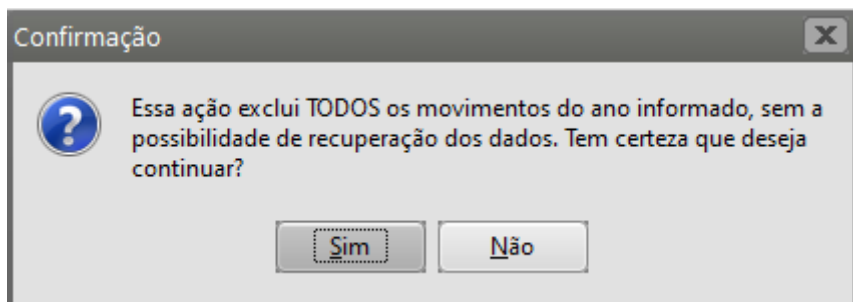 Confirmação
Essa ação exclui TODOS os movimentos do ano informado, sem a
possibilidade de recuperação dos dados. Tem certeza que deseja
continuar?
Sim Não